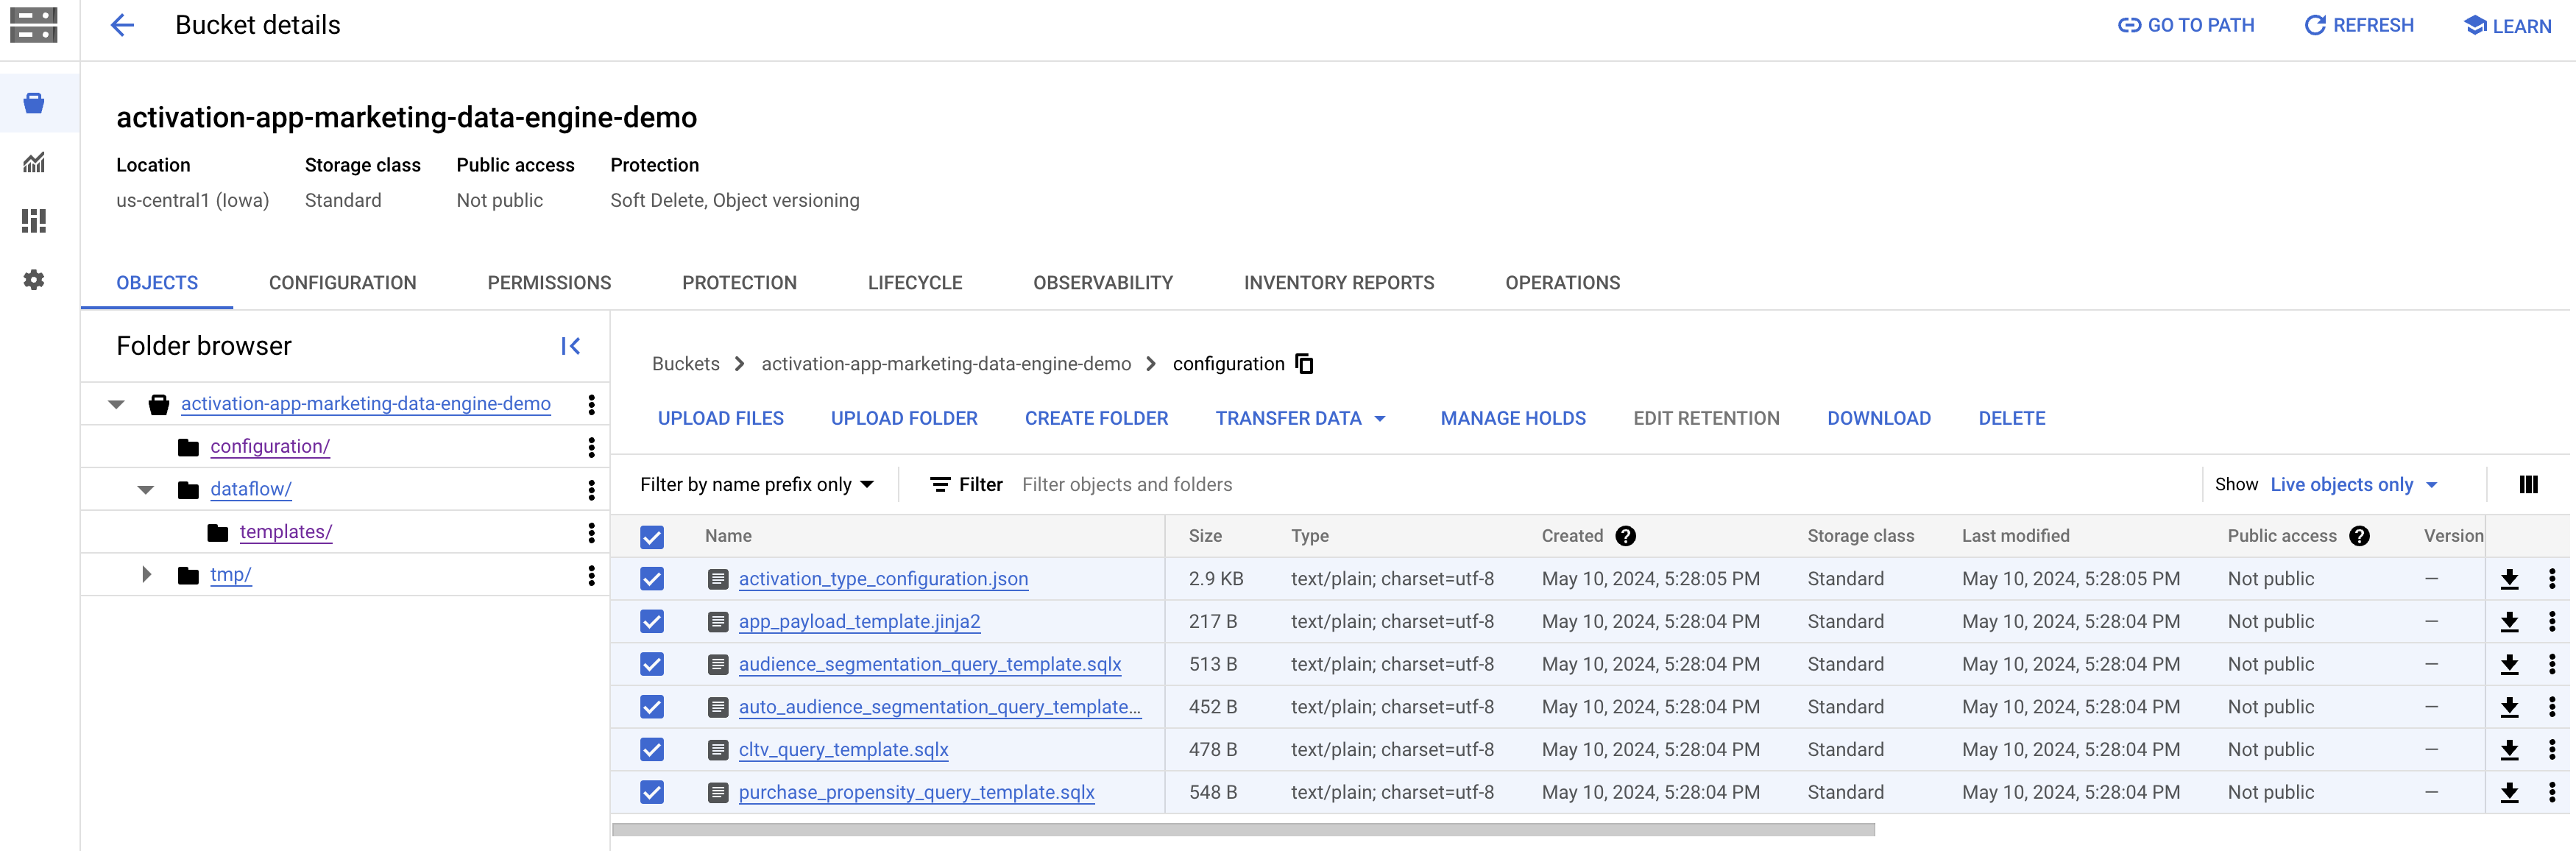 Bucket details
GO TO PATH REFRESH LEARN
activation-app-marketing-data-engine-demo
Location Storage class Public access Protection
us-central1 (Iowa) Standard Not public Soft Delete, Object versioning
OBJECTS CONFIGURATION PERMISSIONS PROTECTION LIFECYCLE OBSERVABILITY INVENTORY REPORTS OPERATIONS
Folder browser
activation-app-marketing-data-engine-demo
configuration/
dataflow/
templates/
tmp/
Buckets > activation-app-marketing-data-engine-demo > configuration
UPLOAD FILES UPLOAD FOLDER CREATE FOLDER TRANSFER DATA MANAGE HOLDS EDIT RETENTION DOWNLOAD DELETE
Filter by name prefix only Filter Filter objects and folders Show Live objects only
Name Size Type Created Storage class Last modified Public access Version
activation_type_configuration.json 2.9 KB text/plain; charset=utf-8 May 10, 2024, 5:28:05 PM Standard May 10, 2024, 5:28:05 PM Not public —
app_payload_template.jinja2 217 B text/plain; charset=utf-8 May 10, 2024, 5:28:04 PM Standard May 10, 2024, 5:28:04 PM Not public —
audience_segmentation_query_template.sqlx 513 B text/plain; charset=utf-8 May 10, 2024, 5:28:04 PM Standard May 10, 2024, 5:28:04 PM Not public —
auto_audience_segmentation_query_template... 452 B text/plain; charset=utf-8 May 10, 2024, 5:28:04 PM Standard May 10, 2024, 5:28:04 PM Not public —
cltv_query_template.sqlx 478 B text/plain; charset=utf-8 May 10, 2024, 5:28:04 PM Standard May 10, 2024, 5:28:04 PM Not public —
purchase_propensity_query_template.sqlx 548 B text/plain; charset=utf-8 May 10, 2024, 5:28:04 PM Standard May 10, 2024, 5:28:04 PM Not public —